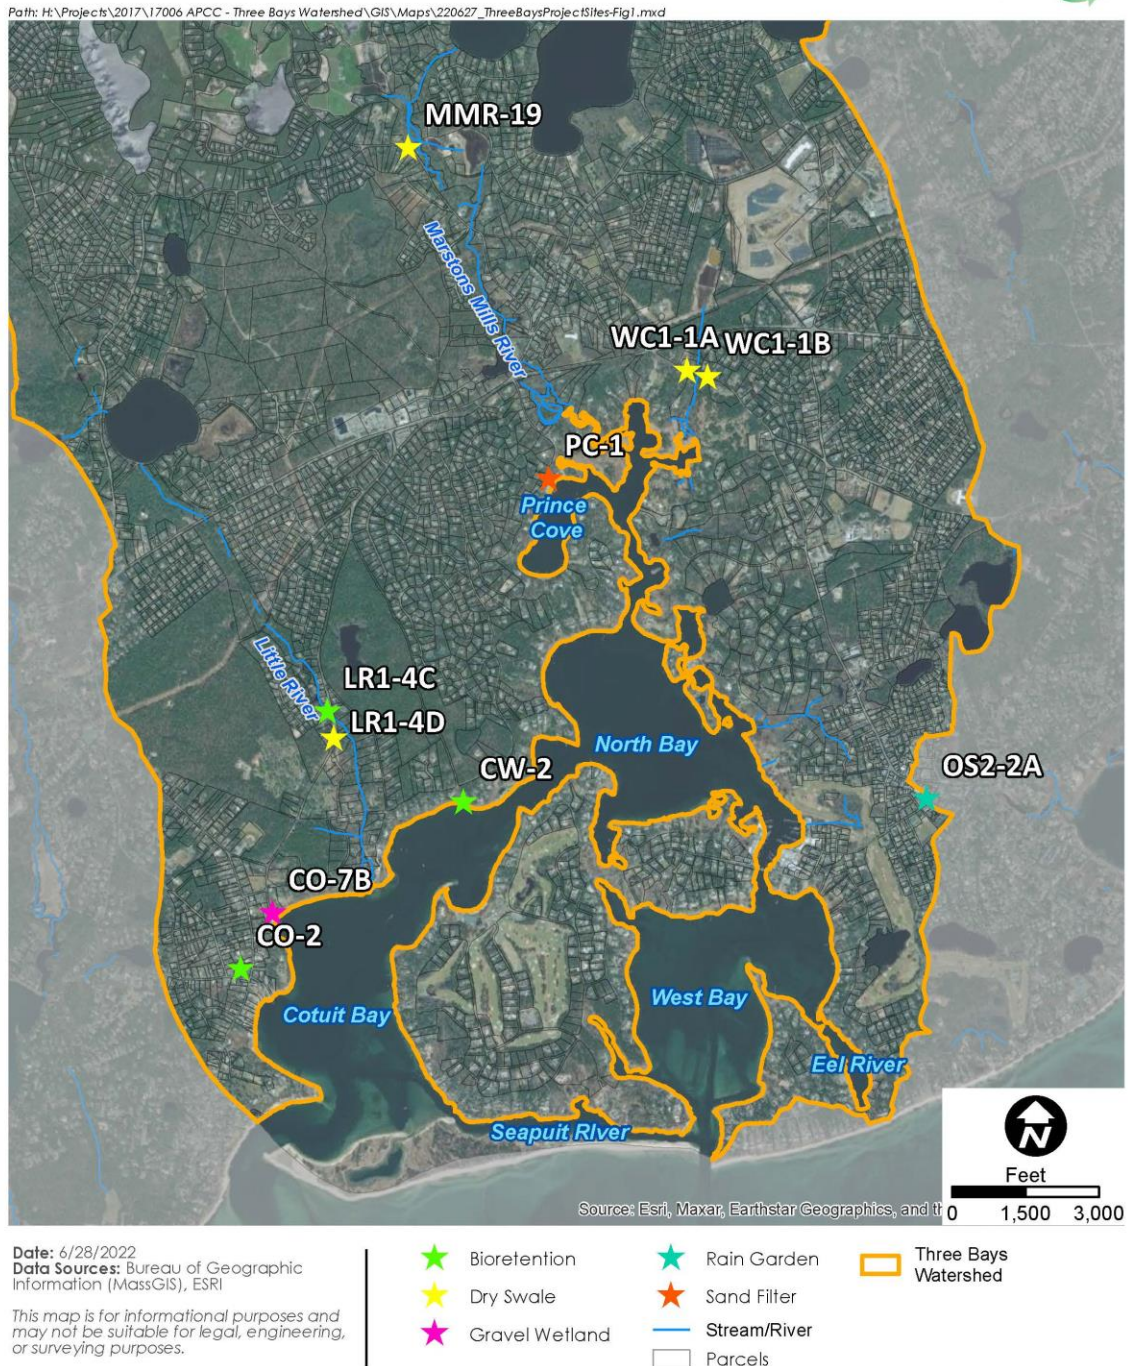 Path: H:\Projects\2017\17006 APCC - Three Bays Watershed\GIS\Maps\220627_ThreeBaysProjectSites-Fig1.mxd
MMR-19
Marstons Mills River
WC1-1A
WC1-1B
PC-1
Prince
Cove
Little River
LR1-4C
LR1-4D
North Bay
CW-2
OS2-2A
CO-7B
CO-2
Cotuit Bay
West Bay
Eel River
Seapuit River
N
Feet
0 1,500 3,000
Source: Esri, Maxar, Earthstar Geographics, and th
Date: 6/28/2022
Data Sources: Bureau of Geographic
Information (MassGIS), ESRI
This map is for informational purposes and
may not be suitable for legal, engineering,
or surveying purposes.
Bioretention
Dry Swale
Gravel Wetland
Rain Garden
Sand Filter
Stream/River
Parcels
Three Bays
Watershed